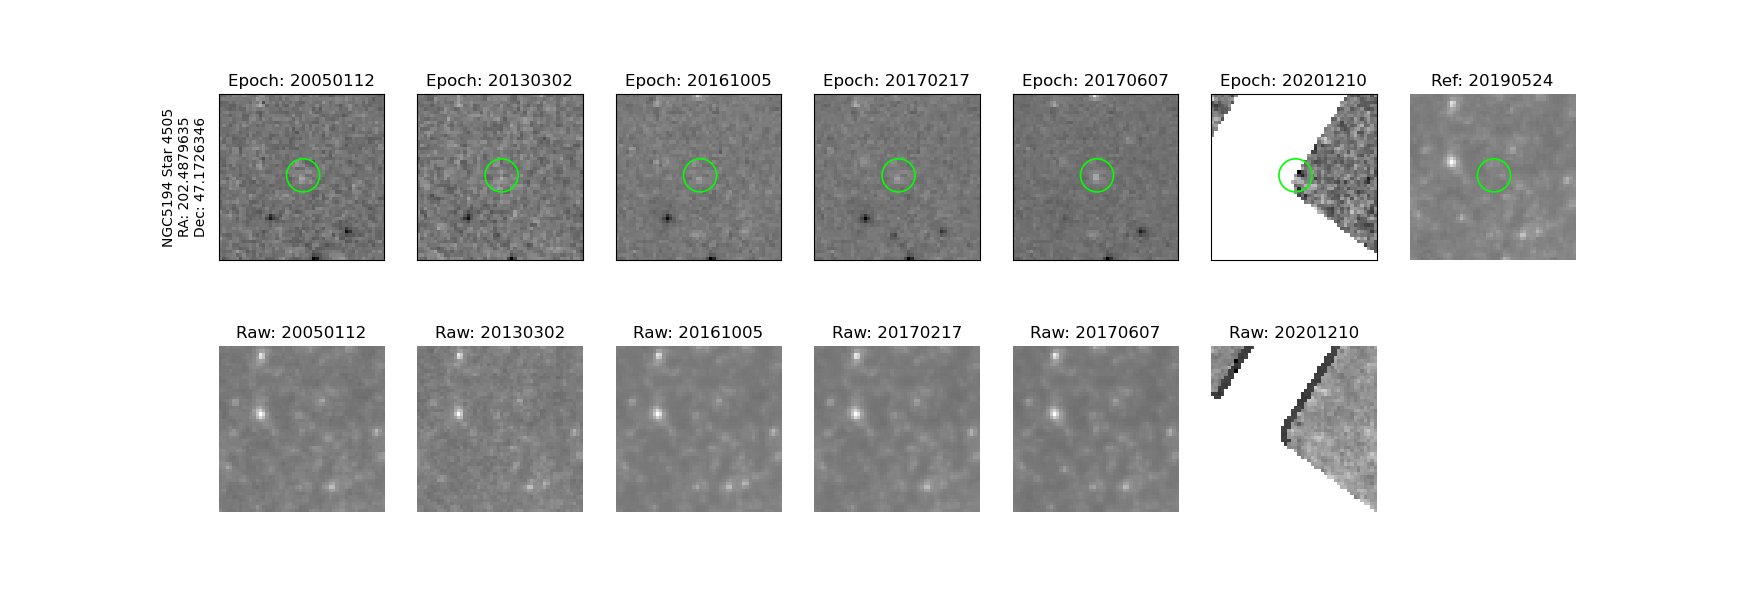 NGC5194 Star 4505
RA: 202.4879635
Dec: 47.1726346
Epoch: 20050112
Epoch: 20130302
Epoch: 20161005
Epoch: 20170217
Epoch: 20170607
Epoch: 20201210
Ref: 20190524
Raw: 20050112
Raw: 20130302
Raw: 20161005
Raw: 20170217
Raw: 20170607
Raw: 20201210